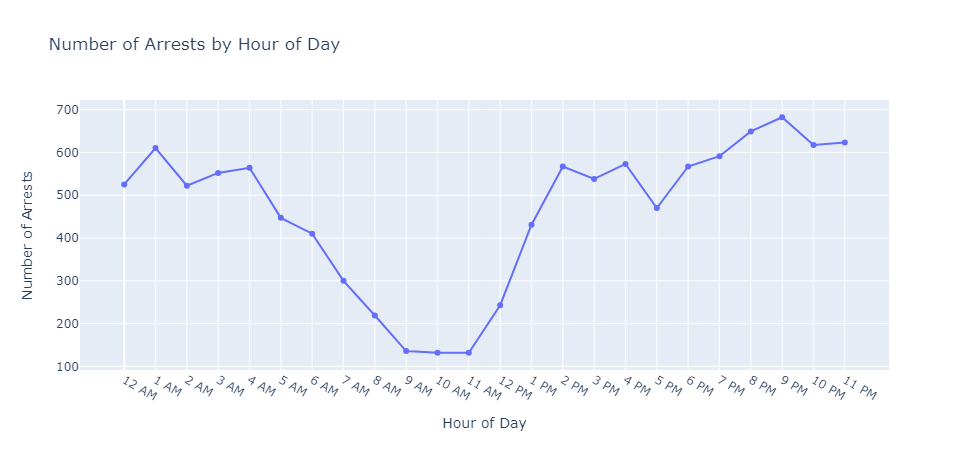 Number of Arrests by Hour of Day
700
600
500
400
300
200
100
Number of Arrests
12 AM
1 AM
2 AM
3 AM
4 AM
5 AM
6 AM
7 AM
8 AM
9 AM
10 AM
11 AM
12 PM
1 PM
2 PM
3 PM
4 PM
5 PM
6 PM
7 PM
8 PM
9 PM
10 PM
11 PM
Hour of Day